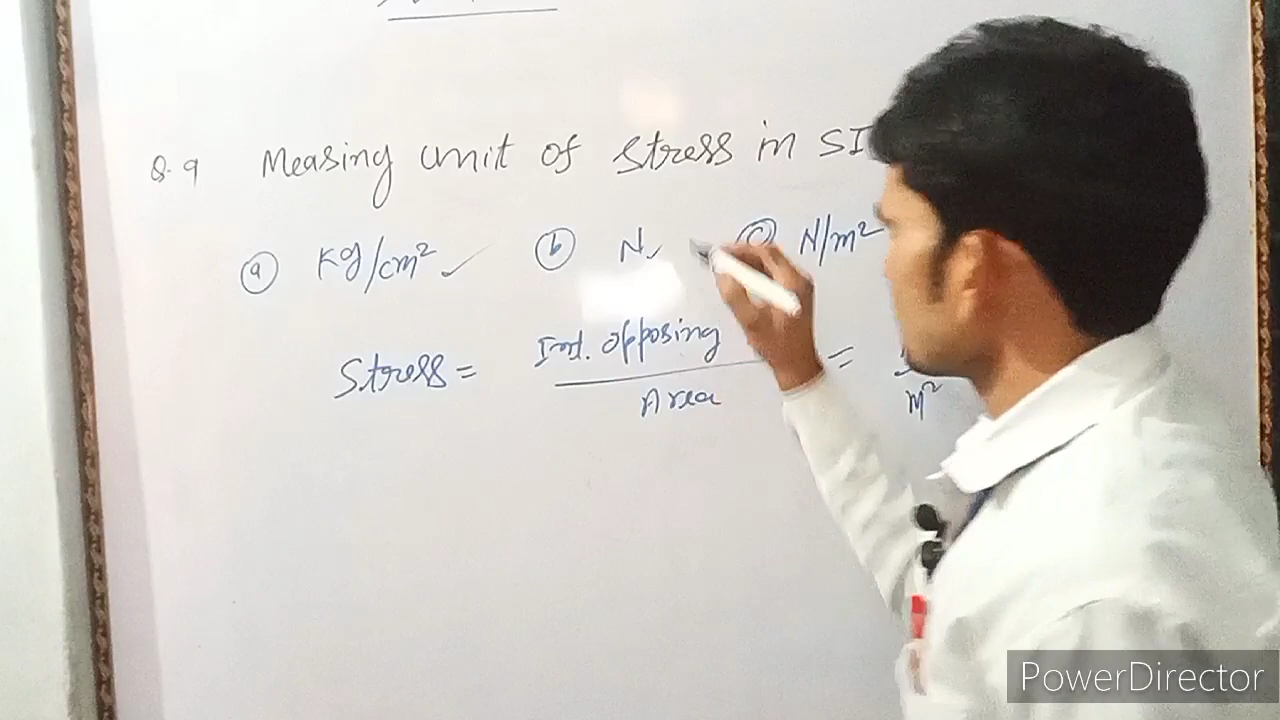 Q.9 Measing unit of stress in SI
(a) Kg/cm² ✓ (b) N✓ (c) N/m²
Stress = Int. opposing / Area = / m²
PowerDirector